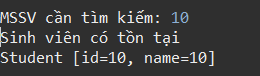 MSSV cần tìm kiếm: 10
Sinh viên có tồn tại
Student [id=10, name=10]